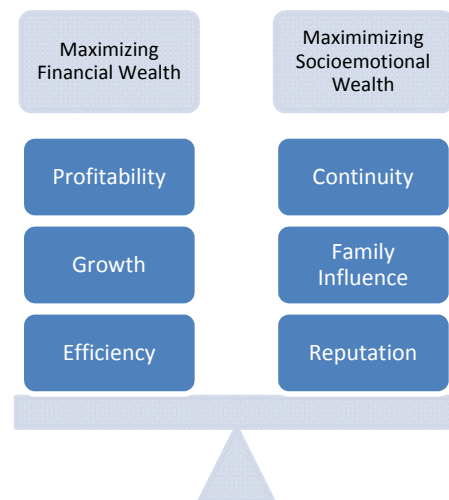 Maximizing
Financial Wealth
Maximimizing
Socioemotional
Wealth
Profitability
Continuity
Growth
Family
Influence
Efficiency
Reputation